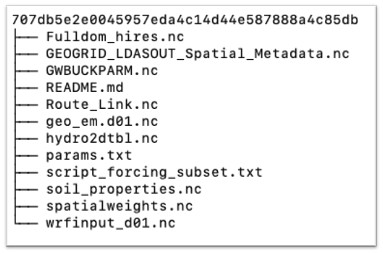 707db5e2e0045957eda4c14d44e587888a4c85db
├── Fulldom_hires.nc
├── GEOGRID_LDASOUT_Spatial_Metadata.nc
├── GWBUCKPARM.nc
├── README.md
├── Route_Link.nc
├── geo_em.d01.nc
├── hydro2dtbl.nc
├── params.txt
├── script_forcing_subset.txt
├── soil_properties.nc
├── spatialweights.nc
└── wrfinput_d01.nc